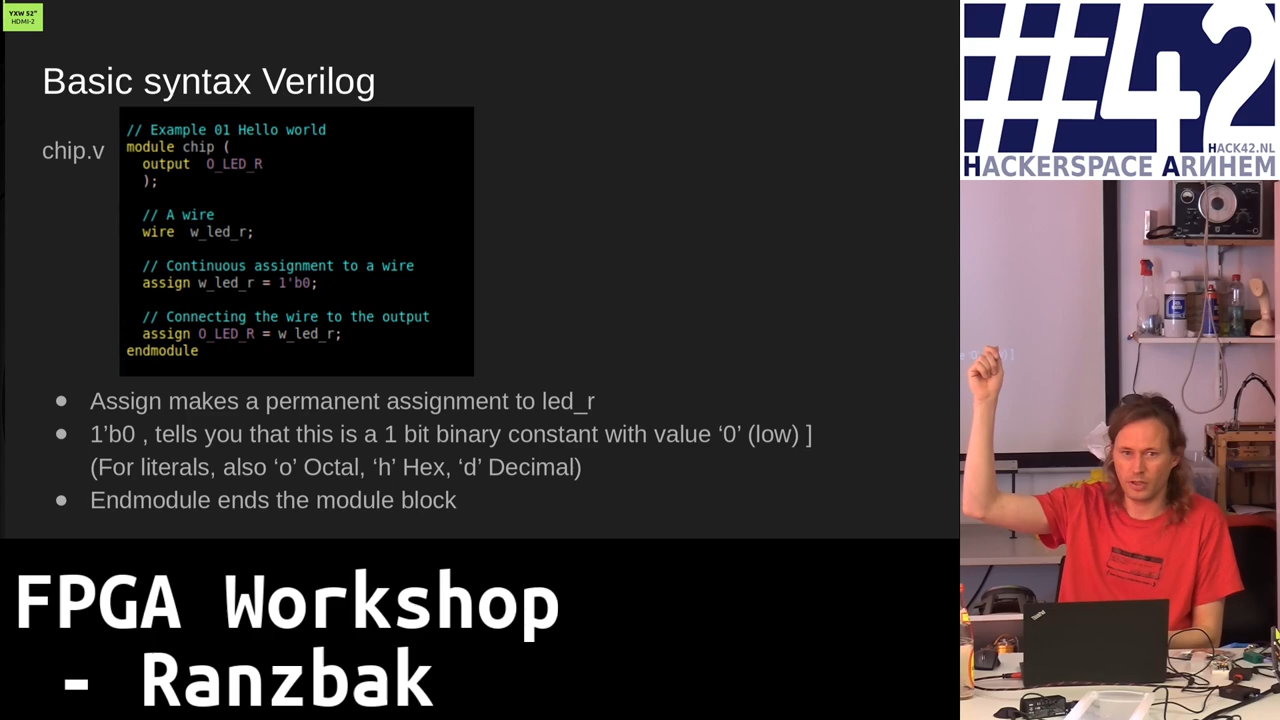 YXW 52"
HDMI-2
Basic syntax Verilog
chip.v
// Example 01 Hello world
module chip (
output O_LED_R
);
// A wire
wire w_led_r;
// Continuous assignment to a wire
assign w_led_r = 1'b0;
// Connecting the wire to the output
assign O_LED_R = w_led_r;
endmodule
● Assign makes a permanent assignment to led_r
● 1’b0 , tells you that this is a 1 bit binary constant with value ‘0’ (low) ]
(For literals, also ‘o’ Octal, ‘h’ Hex, ‘d’ Decimal)
● Endmodule ends the module block
FPGA Workshop
- Ranzbak
#42
HACK42.NL
HACKERSPACE ARИHEM
ThinkPad